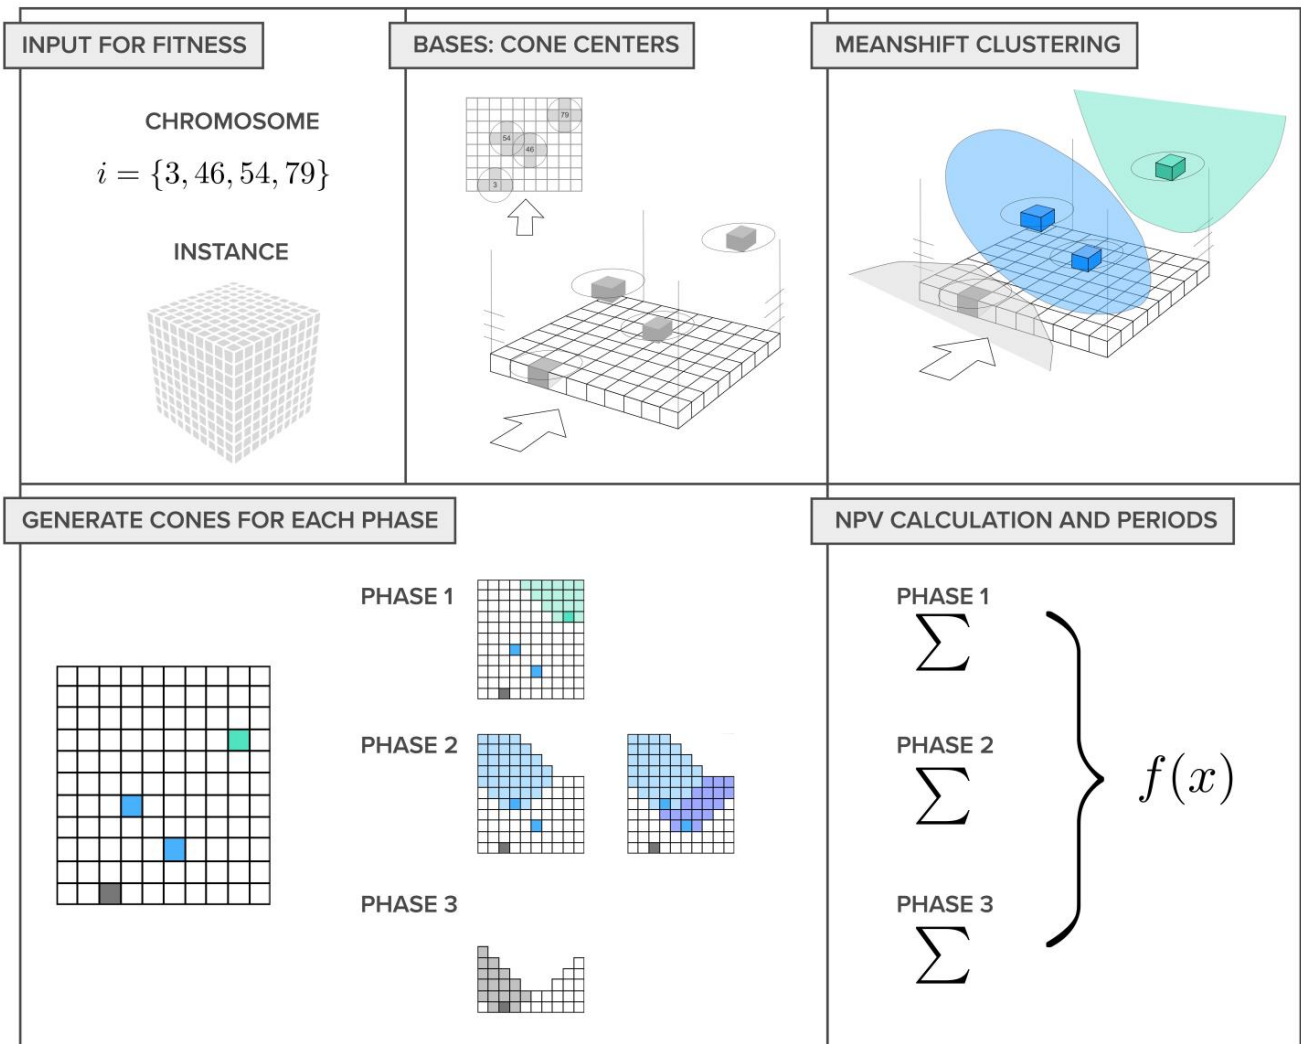 INPUT FOR FITNESS
CHROMOSOME
i = {3, 46, 54, 79}
INSTANCE
BASES: CONE CENTERS
79
54
46
3
MEANSHIFT CLUSTERING
GENERATE CONES FOR EACH PHASE
PHASE 1
PHASE 2
PHASE 3
NPV CALCULATION AND PERIODS
PHASE 1
∑
PHASE 2
∑
PHASE 3
∑
f(x)